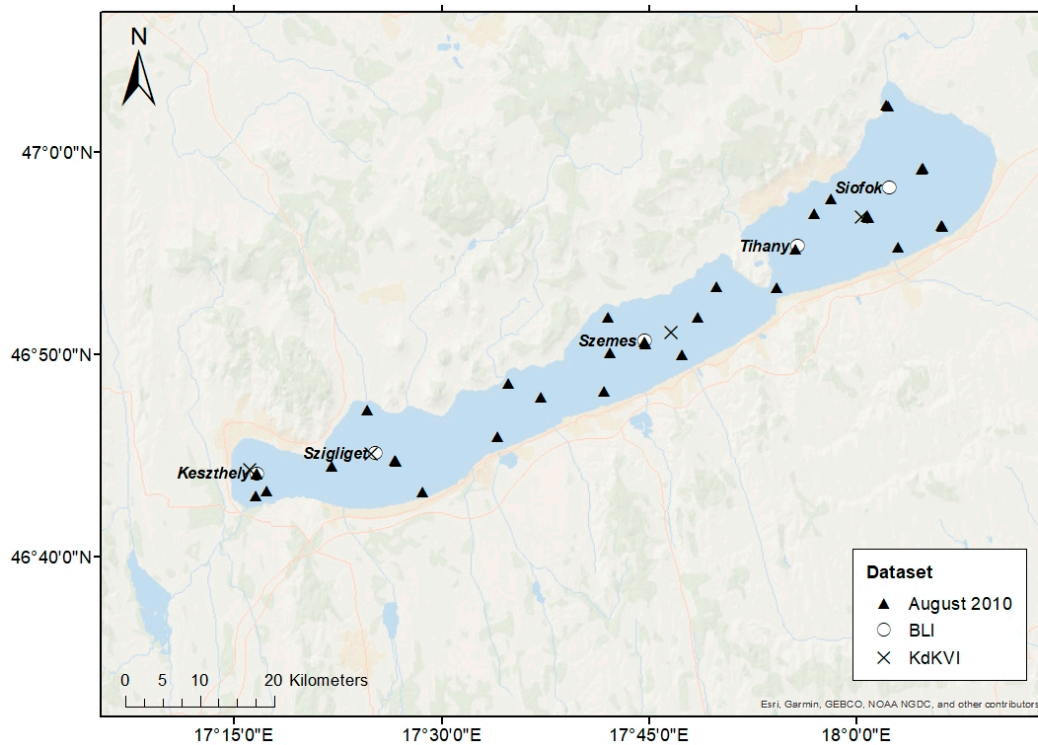 N
47°0'0"N
Siofok
Tihany
46°50'0"N
Szemes
Szigliget
Keszthely
46°40'0"N
Dataset
August 2010
BLI
KdKVI
0 5 10 20 Kilometers
Esri, Garmin, GEBCO, NOAA NGDC, and other contributors
17°15'0"E 17°30'0"E 17°45'0"E 18°0'0"E